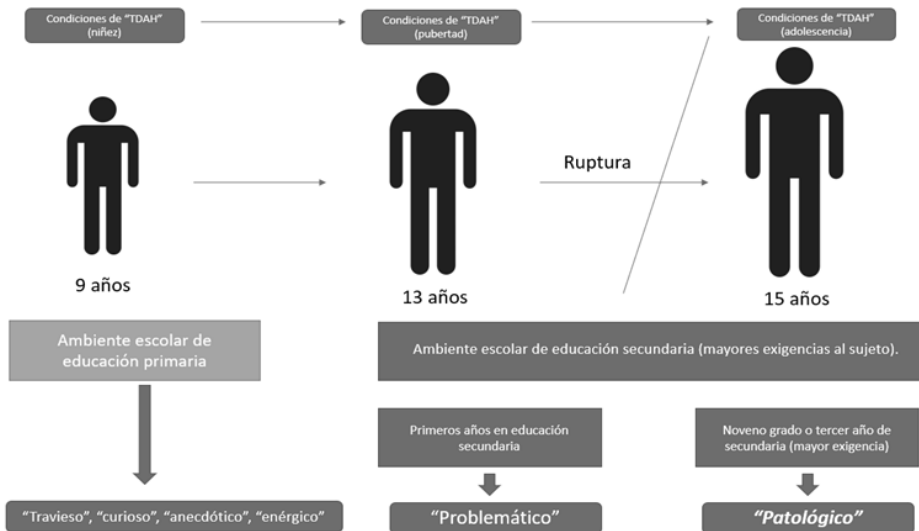 Condiciones de “TDAH”
(niñez)
Condiciones de “TDAH”
(pubertad)
Condiciones de “TDAH”
(adolescencia)
Ruptura
9 años
13 años
15 años
Ambiente escolar de
educación primaria
Ambiente escolar de educación secundaria (mayores exigencias al sujeto).
Primeros años en educación
secundaria
Noveno grado o tercer año de
secundaria (mayor exigencia)
“Travieso”, “curioso”, “anecdótico”, “enérgico”
“Problemático”
“Patológico”